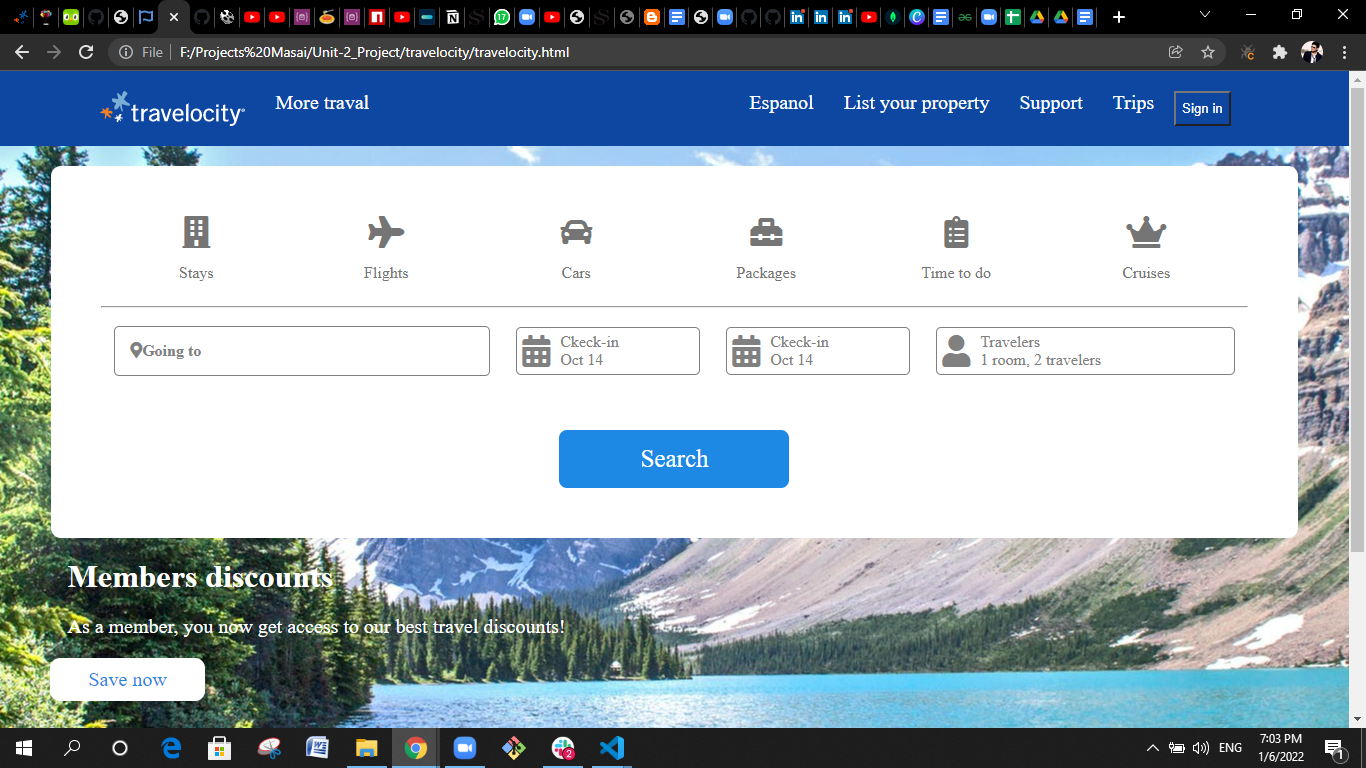 File
F:/Projects%20Masai/Unit-2_Project/travelocity/travelocity.html
travelocity
More traval
Espanol
List your property
Support
Trips
Sign in
Stays
Flights
Cars
Packages
Time to do
Cruises
Going to
Ckeck-in
Oct 14
Ckeck-in
Oct 14
Travelers
1 room, 2 travelers
Search
Members discounts
As a member, you now get access to our best travel discounts!
Save now
ENG
7:03 PM
1/6/2022